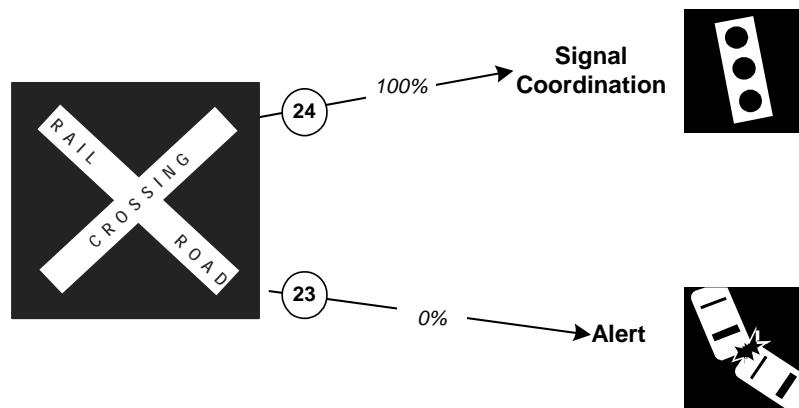 RAIL
ROAD
CROSSING
24
100%
Signal
Coordination
23
0%
Alert